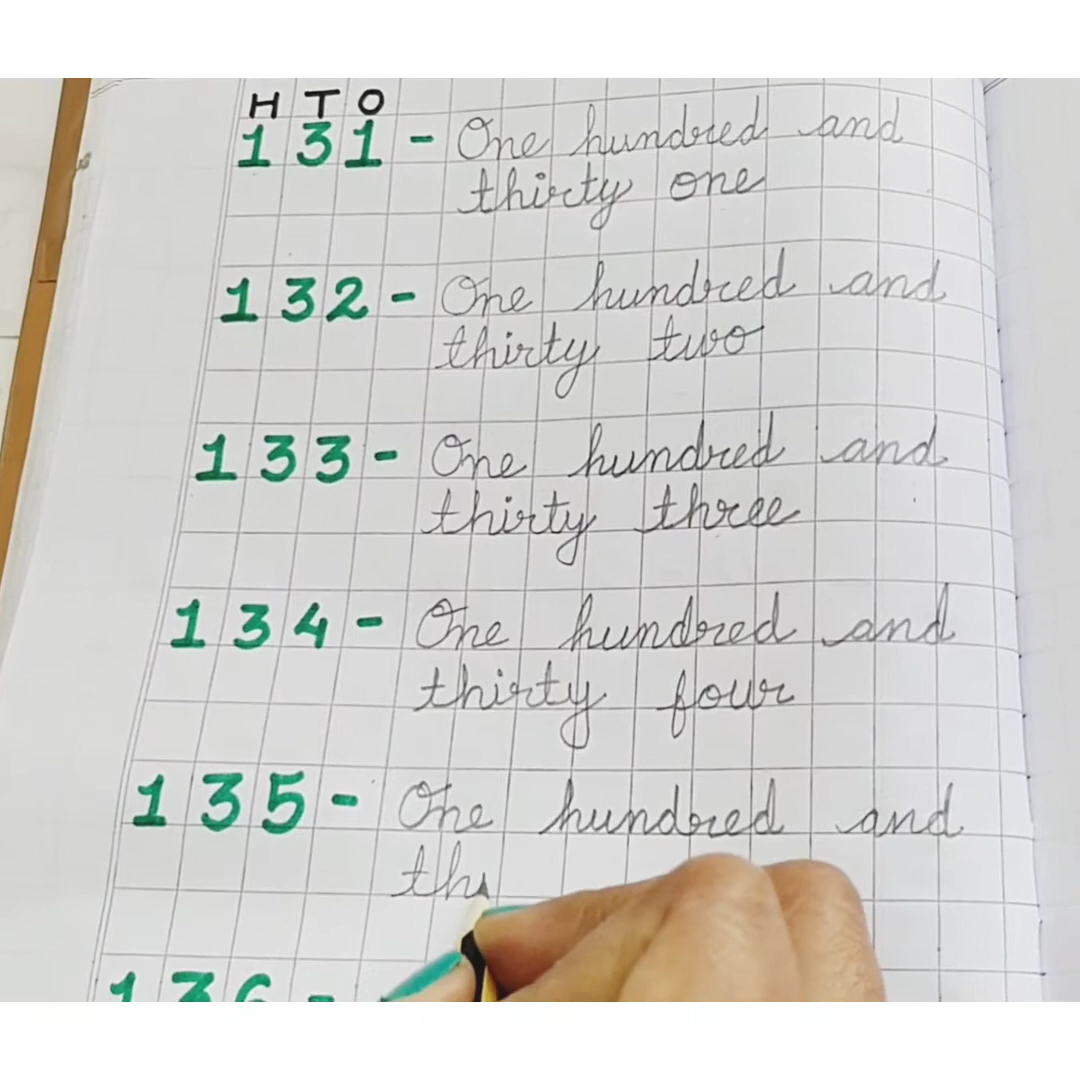 H T O
131 - One hundred and
thirty one
132 - One hundred and
thirty two
133 - One hundred and
thirty three
134 - One hundred and
thirty four
135 - One hundred and
th
136 -